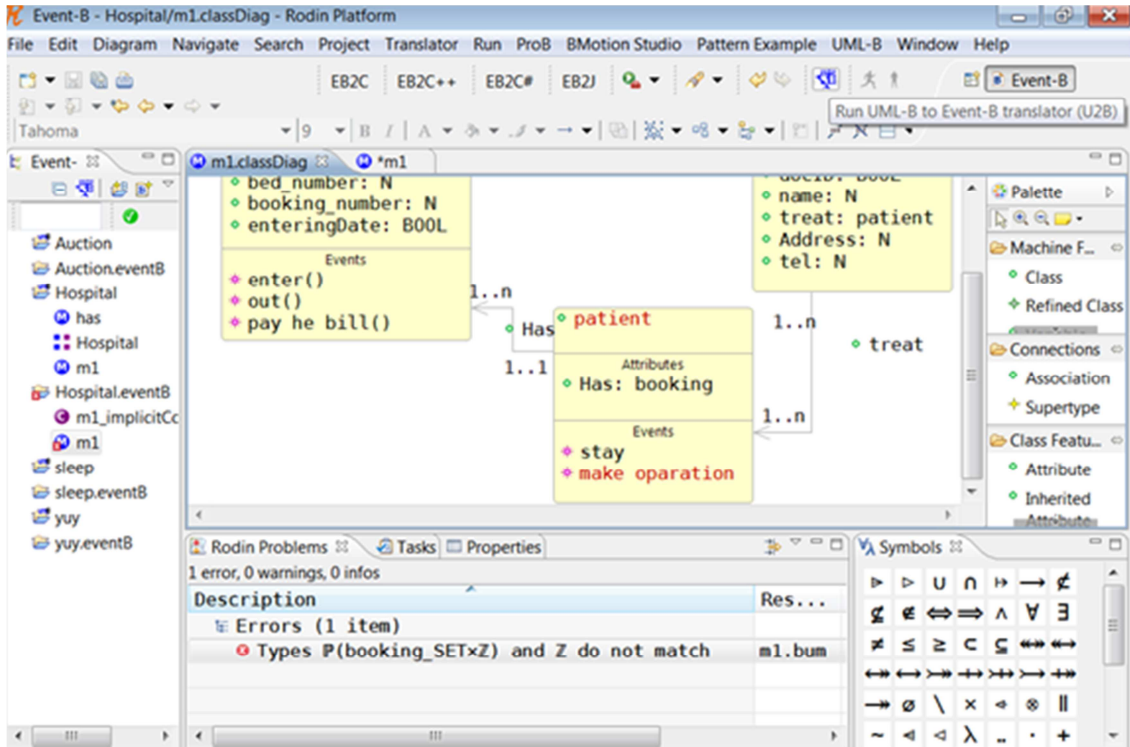 Event-B - Hospital/m1.classDiag - Rodin Platform
File Edit Diagram Navigate Search Project Translator Run ProB BMotion Studio Pattern Example UML-B Window Help
EB2C EB2C++ EB2C# EB2J Event-B
Run UML-B to Event-B translator (U2B)
Tahoma 9 B I A
Event-
Auction
Auction.eventB
Hospital
has
Hospital
m1
Hospital.eventB
m1_implicitCc
m1
sleep
sleep.eventB
yuy
yuy.eventB
m1.classDiag *m1
bed_number: N
booking_number: N
enteringDate: BOOL
Events
enter()
out()
pay he bill()
1..n
Has
1..1
patient
Attributes
Has: booking
Events
stay
make oparation
docID: BOOL
name: N
treat: patient
Address: N
tel: N
1..n
treat
1..n
Palette
Machine F...
Class
Refined Class
Connections
Association
Supertype
Class Featu...
Attribute
Inherited
Attribute
Rodin Problems Tasks Properties
1 error, 0 warnings, 0 infos
Description Res...
Errors (1 item)
Types ℙ(booking_SET×ℤ) and ℤ do not match m1.bum
Symbols
⩥ ▷ ∪ ∩ ↦ → ⊄
⊈ ∉ ⇔ ⇒ ∧ ∀ ∃
≠ ≤ ≥ ⊂ ⊆
∅ \ × ⊗ ∥
∼ ⩤ ◁ λ ‥ · +